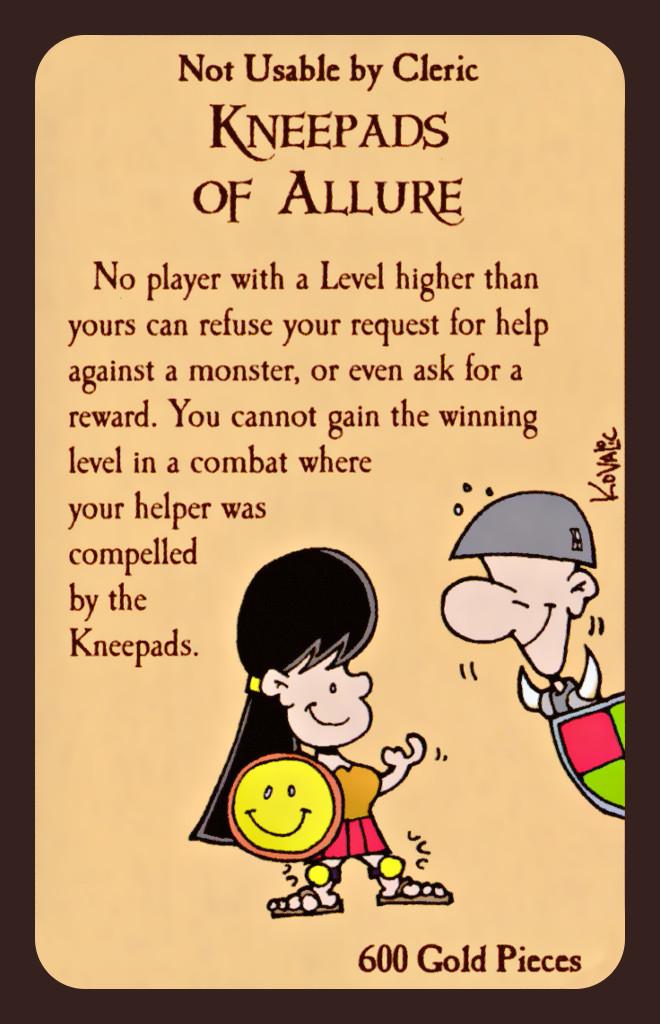 Not Usable by Cleric
KNEEPADS
OF ALLURE
No player with a Level higher than
yours can refuse your request for help
against a monster, or even ask for a
reward. You cannot gain the winning
level in a combat where
your helper was
compelled
by the
Kneepads.
KOVALIC
600 Gold Pieces